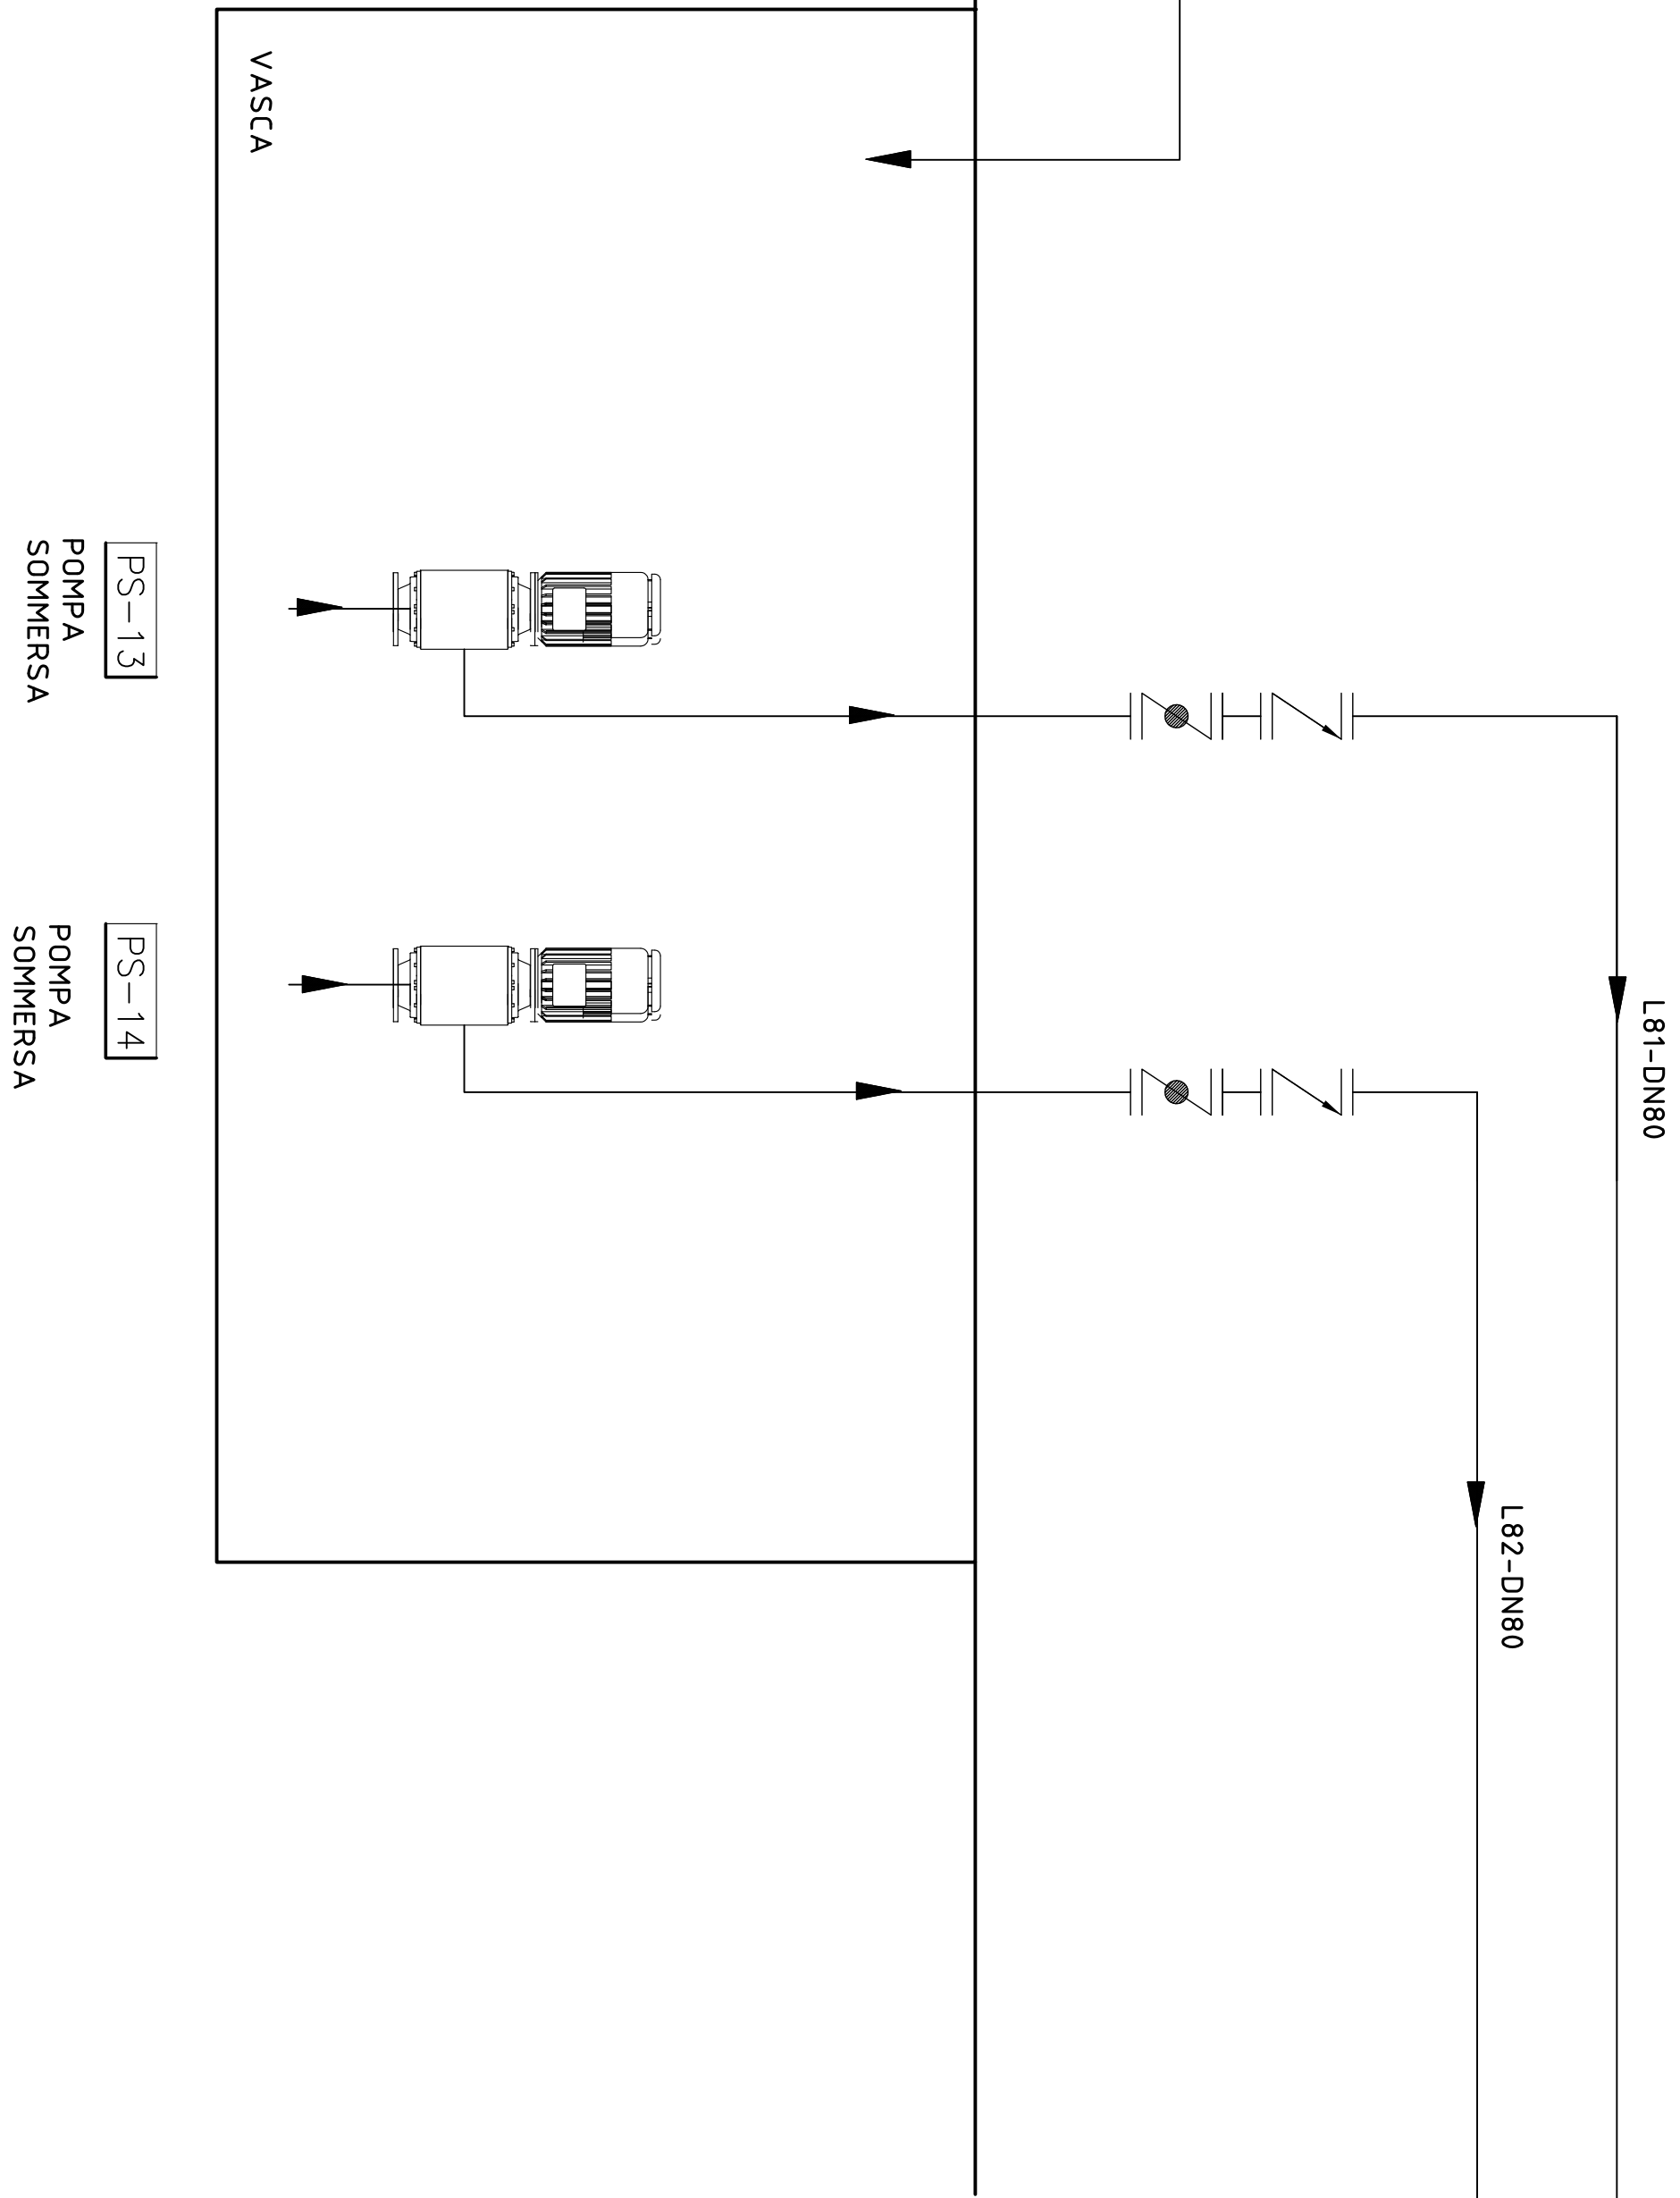 L81-DN80
L82-DN80
VASCA
PS-13
POMPA
SOMMERSA
PS-14
POMPA
SOMMERSA